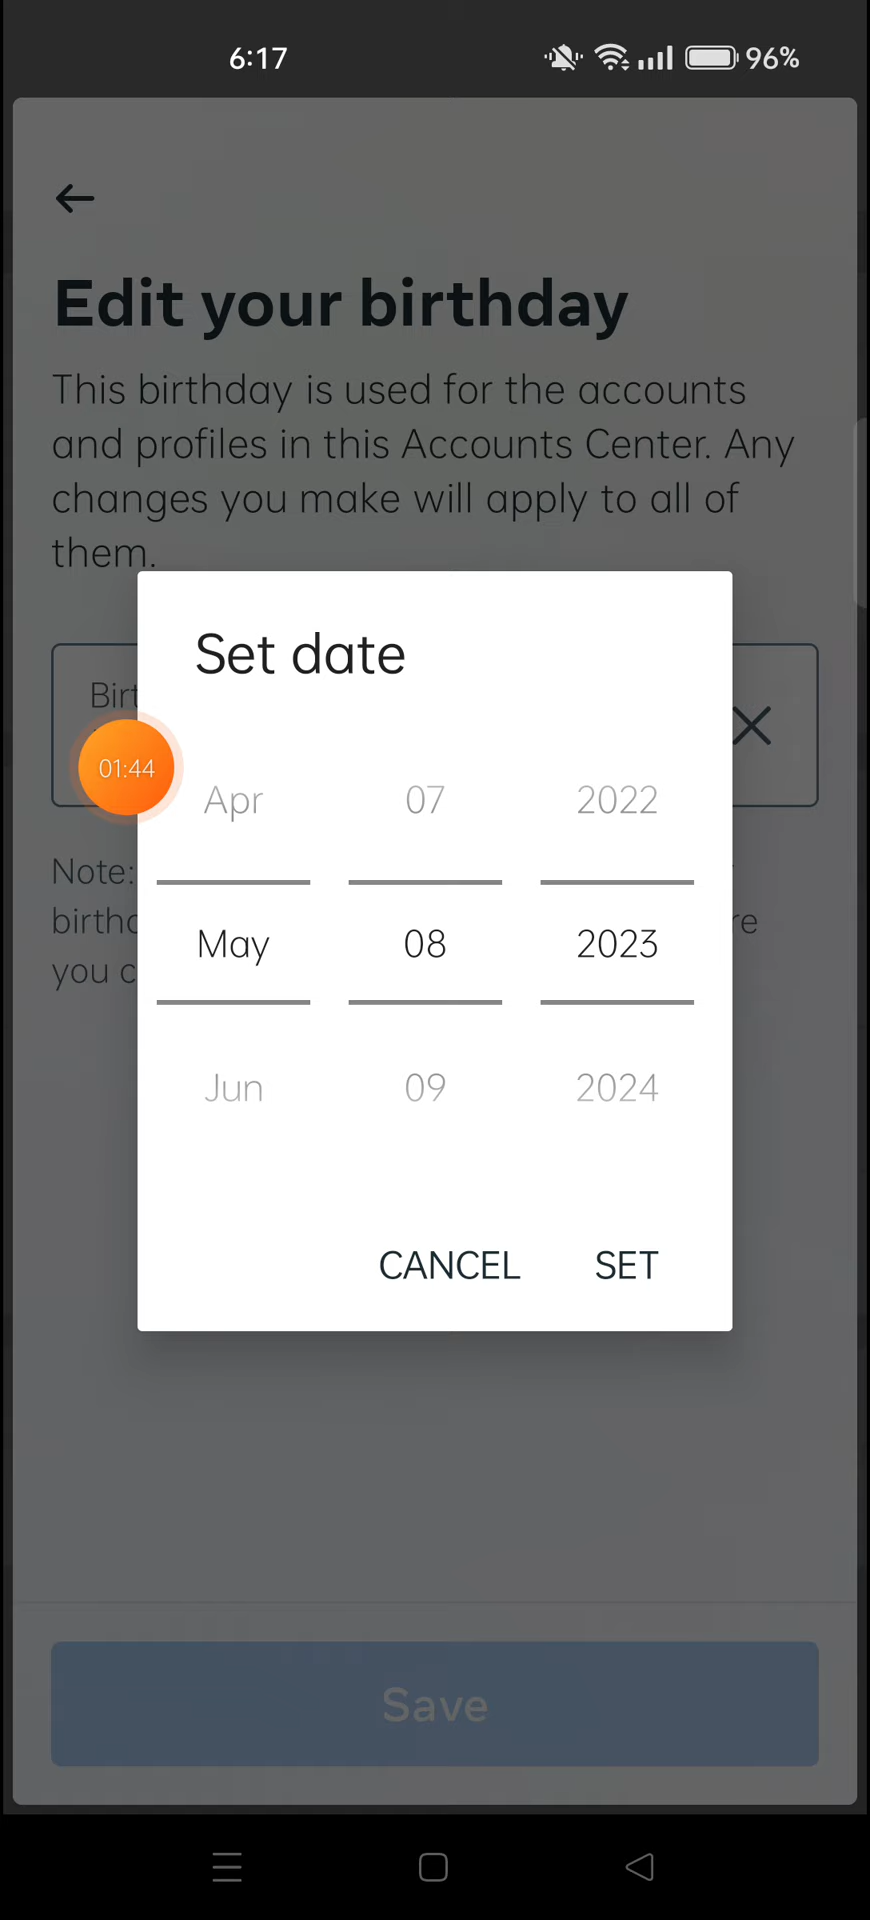 6:17 96%
Edit your birthday
This birthday is used for the accounts
and profiles in this Accounts Center. Any
changes you make will apply to all of
them.
Set date
01:44
Apr 07 2022
May 08 2023
Jun 09 2024
Note:
you
CANCEL SET
Save